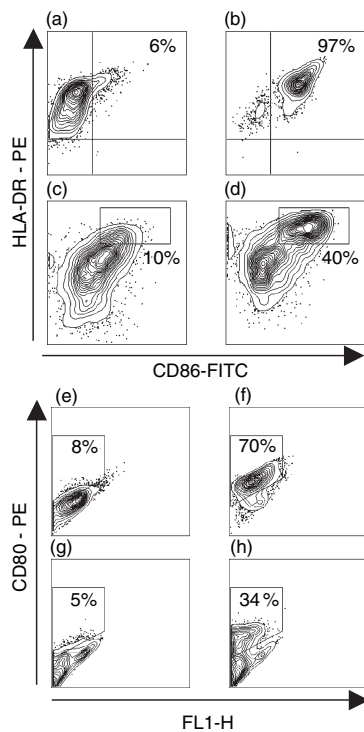 (a) (b)
6% 97%
HLA-DR - PE
(c) (d)
10% 40%
CD86-FITC
(e) (f)
8% 70%
CD80 - PE
(g) (h)
5% 34 %
FL1-H